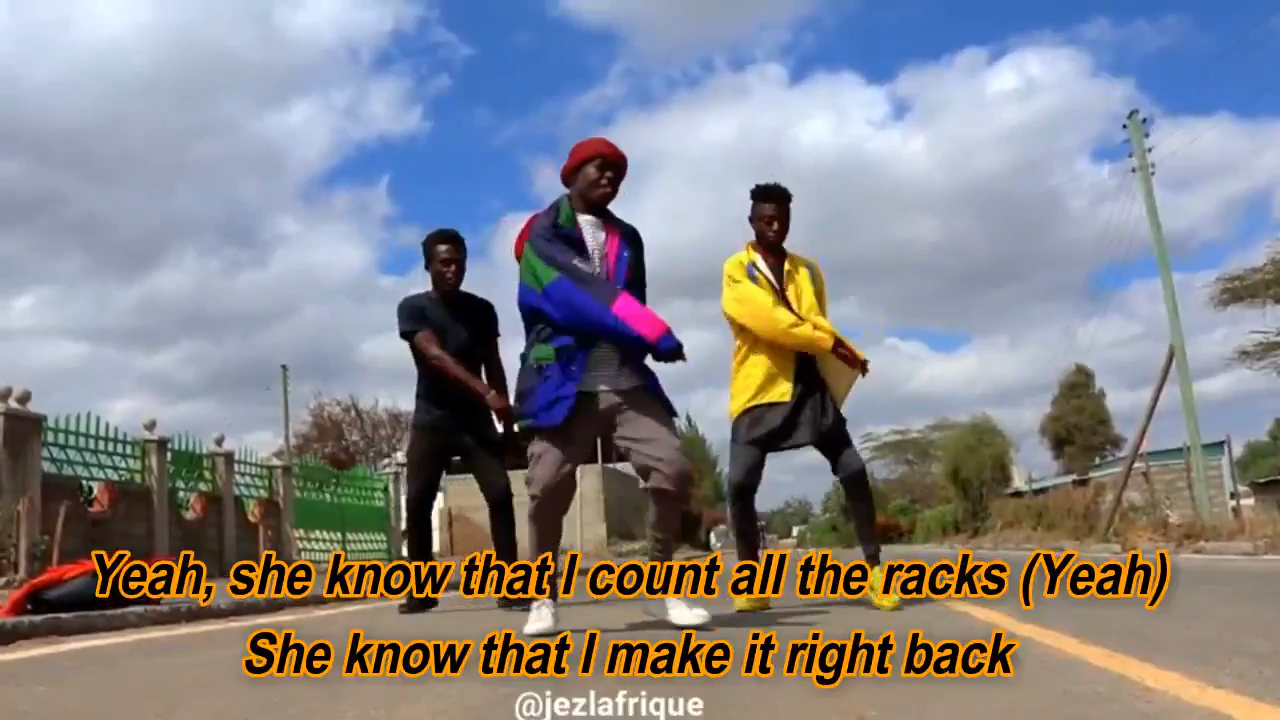 Yeah, she know that I count all the racks (Yeah)
She know that I make it right back
@jezlafrique